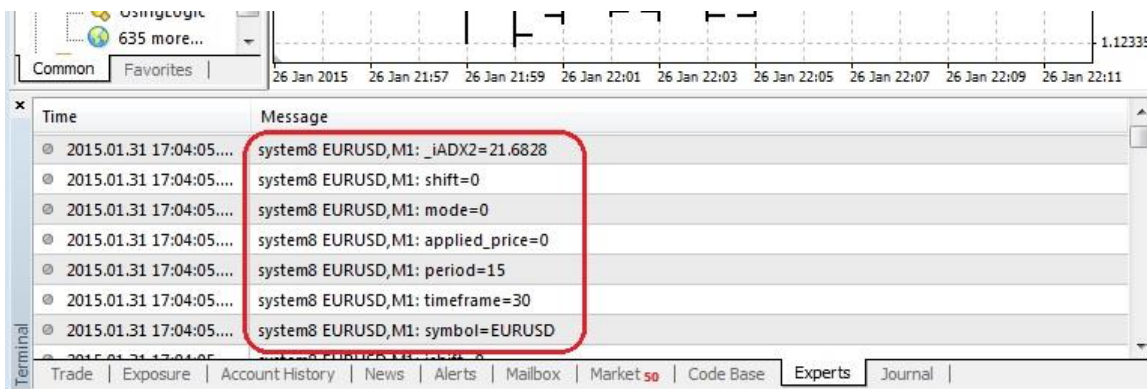 UsingLogic
635 more...
1.12335
Common Favorites
26 Jan 2015 26 Jan 21:57 26 Jan 21:59 26 Jan 22:01 26 Jan 22:03 26 Jan 22:05 26 Jan 22:07 26 Jan 22:09 26 Jan 22:11
Time Message
2015.01.31 17:04:05.... system8 EURUSD,M1: _iADX2=21.6828
2015.01.31 17:04:05.... system8 EURUSD,M1: shift=0
2015.01.31 17:04:05.... system8 EURUSD,M1: mode=0
2015.01.31 17:04:05.... system8 EURUSD,M1: applied_price=0
2015.01.31 17:04:05.... system8 EURUSD,M1: period=15
2015.01.31 17:04:05.... system8 EURUSD,M1: timeframe=30
2015.01.31 17:04:05.... system8 EURUSD,M1: symbol=EURUSD
Terminal
Trade | Exposure | Account History | News | Alerts | Mailbox | Market 50 | Code Base | Experts Journal |